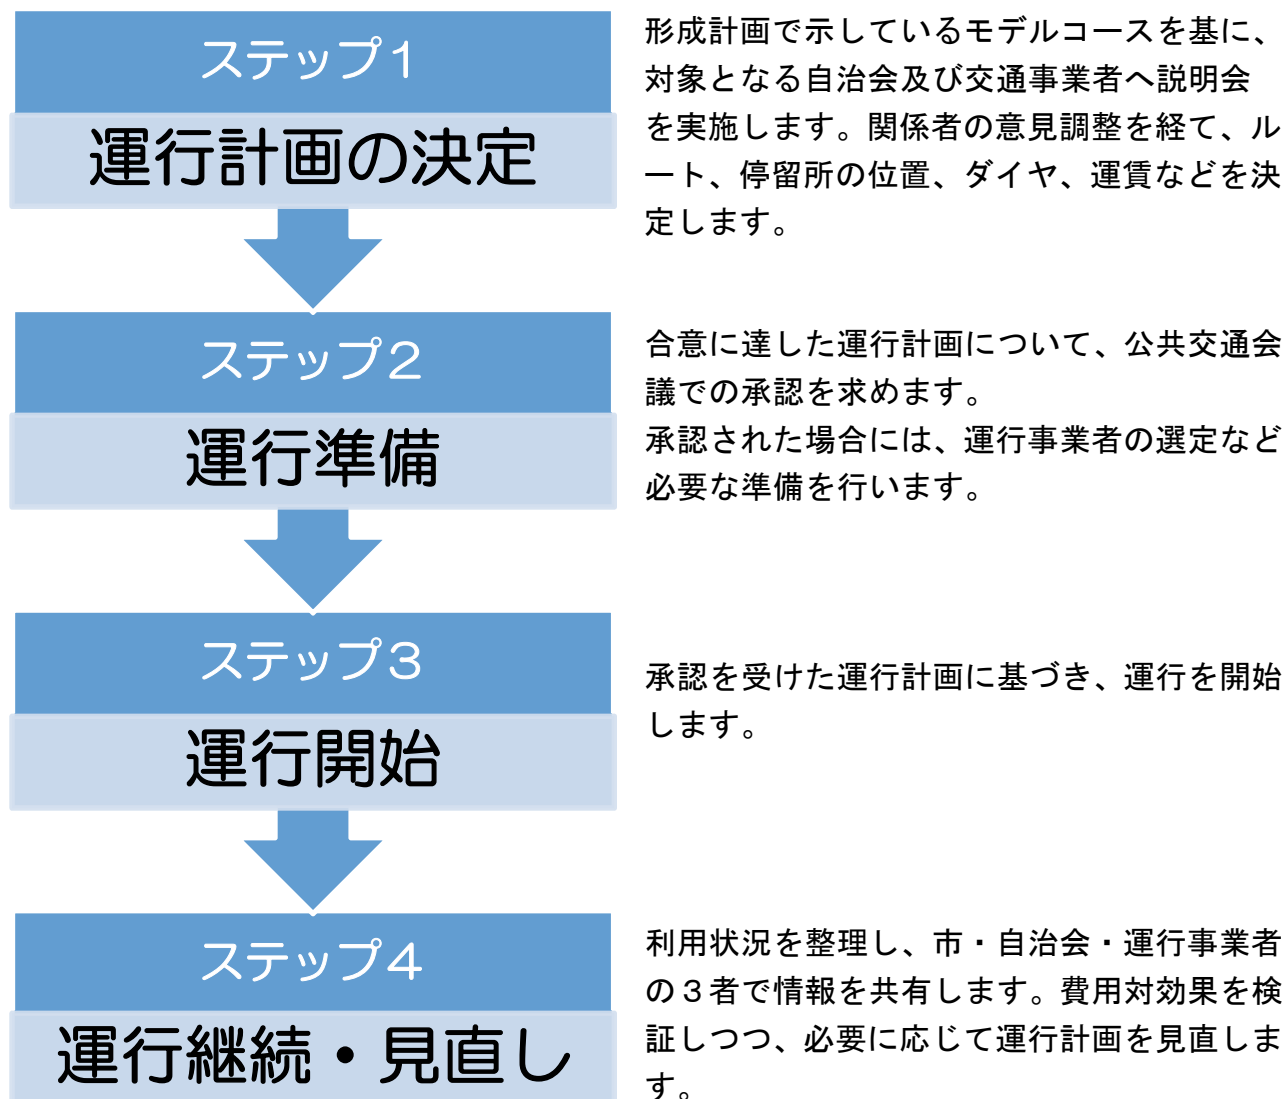 ステップ１
運行計画の決定
形成計画で示しているモデルコースを基に、
対象となる自治会及び交通事業者へ説明会
を実施します。関係者の意見調整を経て、ル
ート、停留所の位置、ダイヤ、運賃などを決
定します。
ステップ２
運行準備
合意に達した運行計画について、公共交通会
議での承認を求めます。
承認された場合には、運行事業者の選定など
必要な準備を行います。
ステップ３
運行開始
承認を受けた運行計画に基づき、運行を開始
します。
ステップ４
運行継続・見直し
利用状況を整理し、市・自治会・運行事業者
の３者で情報を共有します。費用対効果を検
証しつつ、必要に応じて運行計画を見直しま
す。